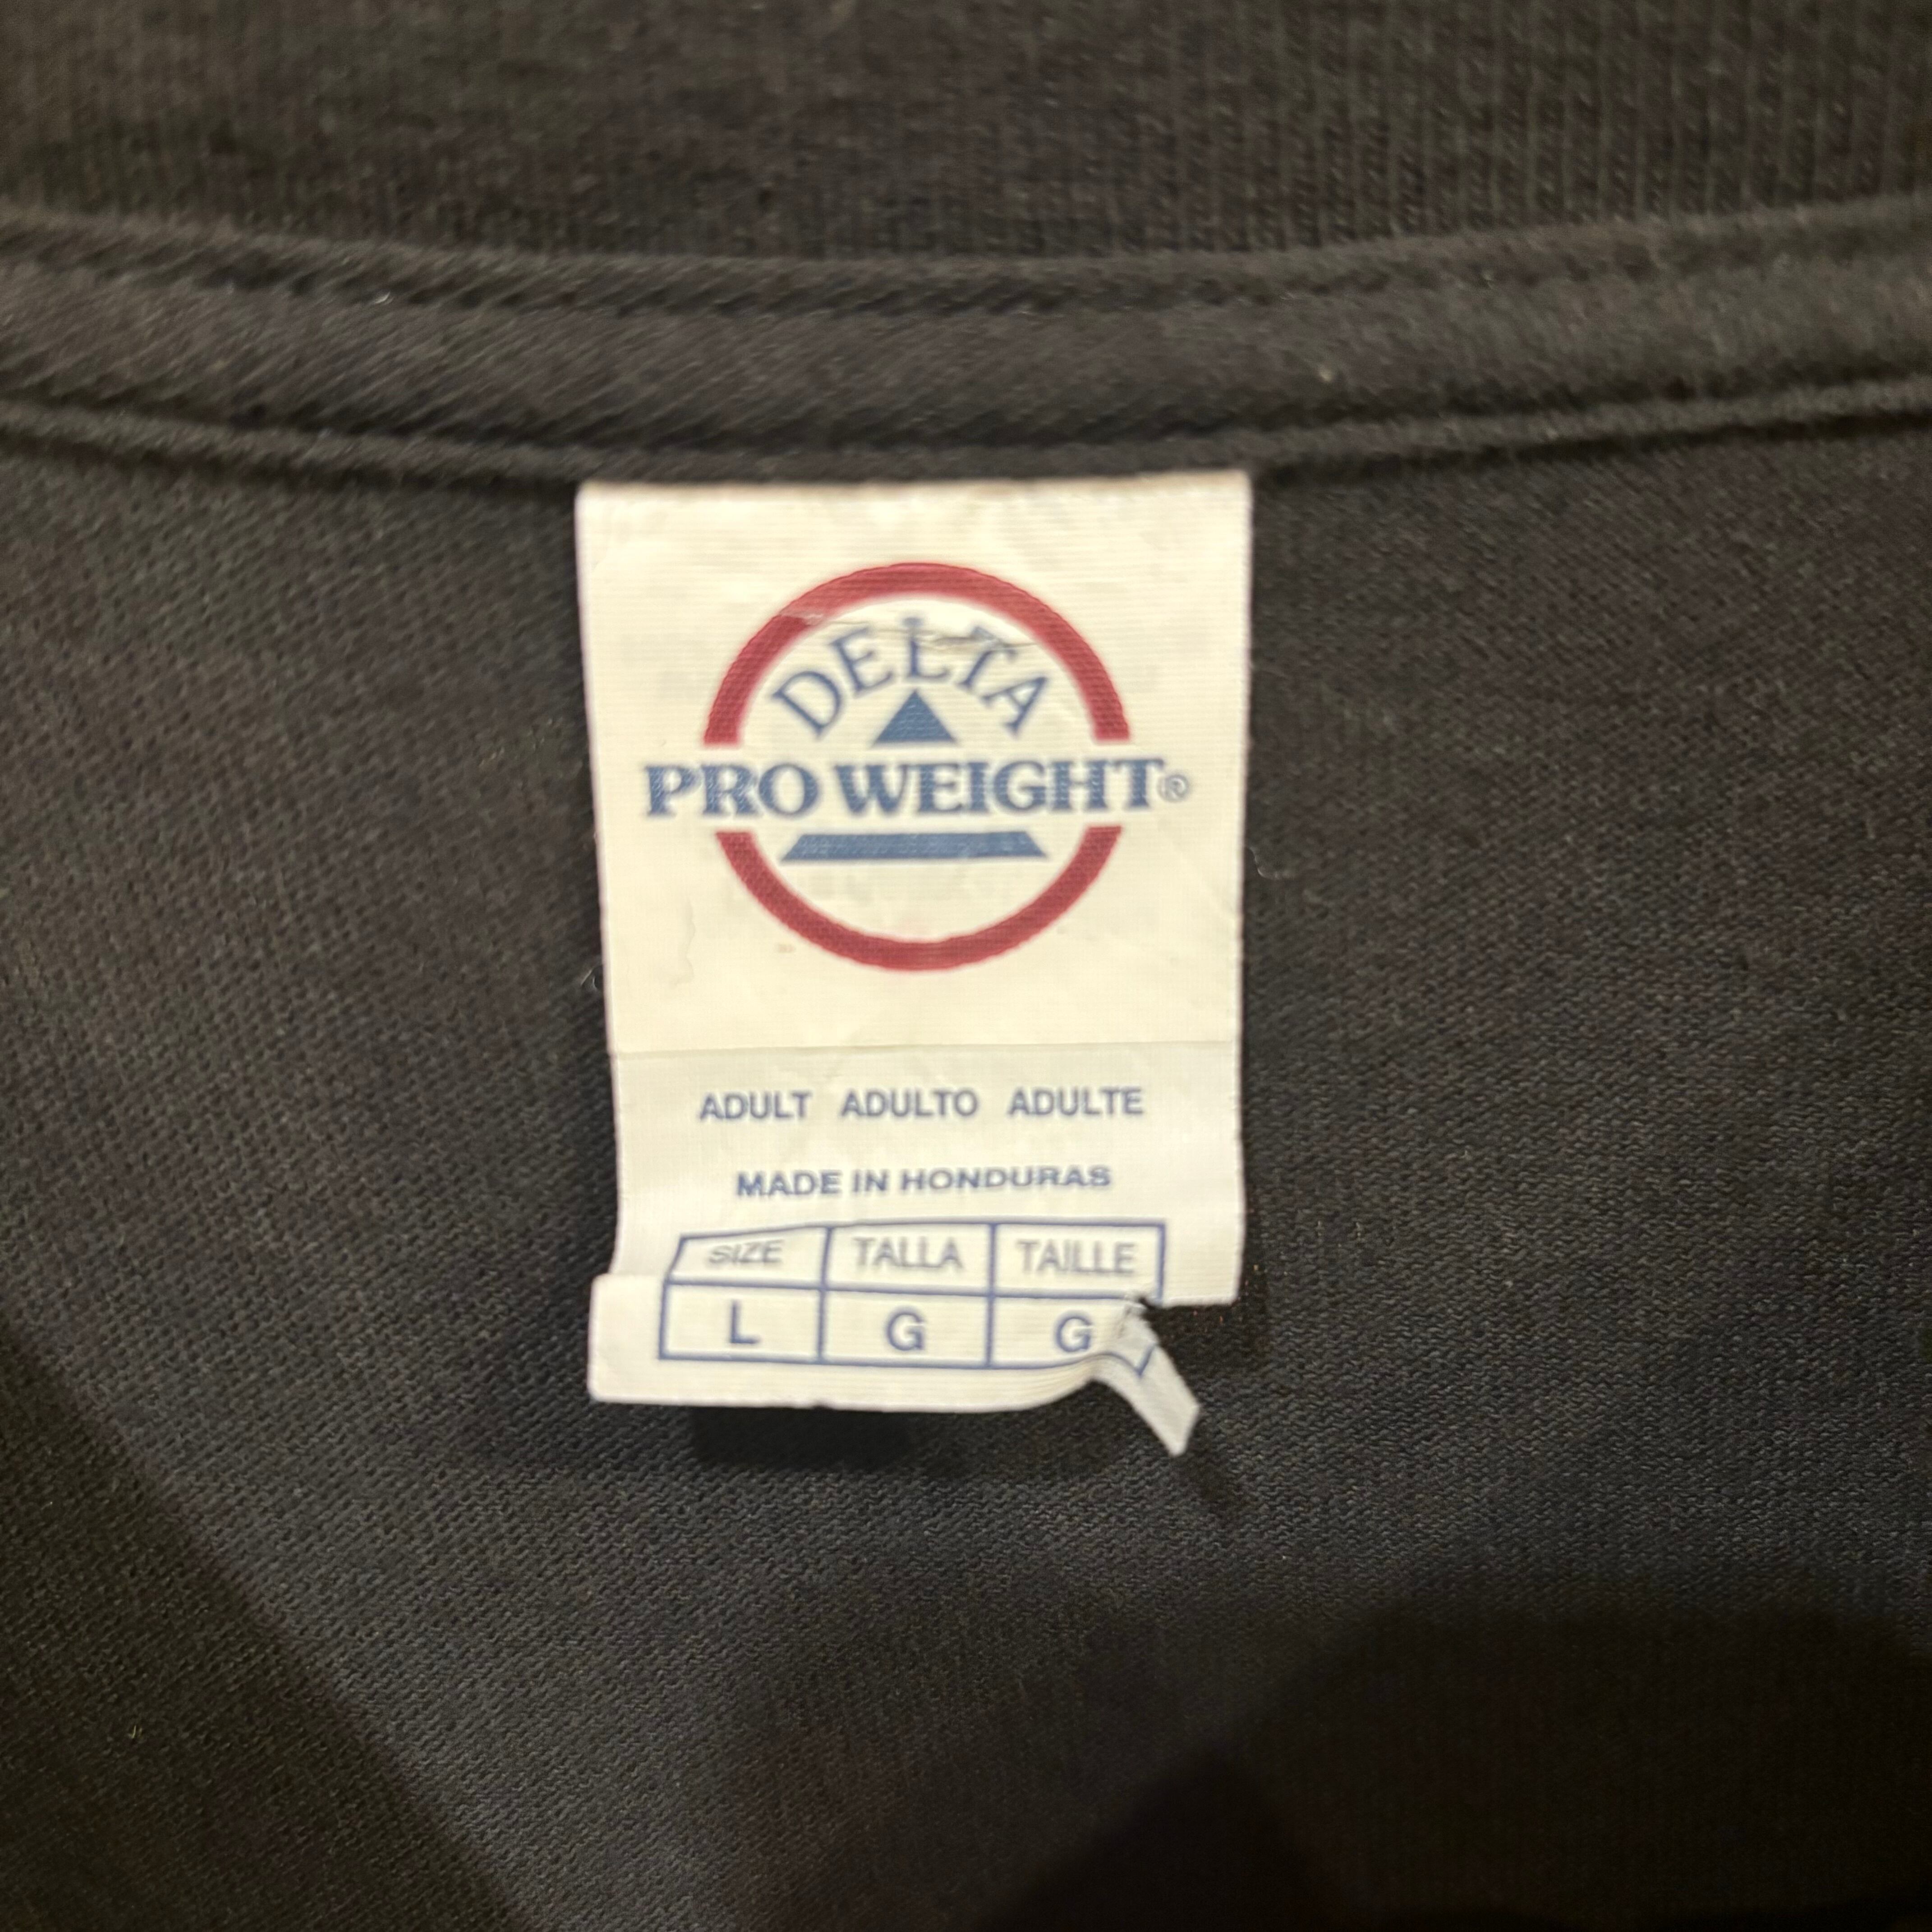 DELTA
PRO WEIGHT®
ADULT ADULTO ADULTE
MADE IN HONDURAS
SIZE TALLA TAILLE
L G G